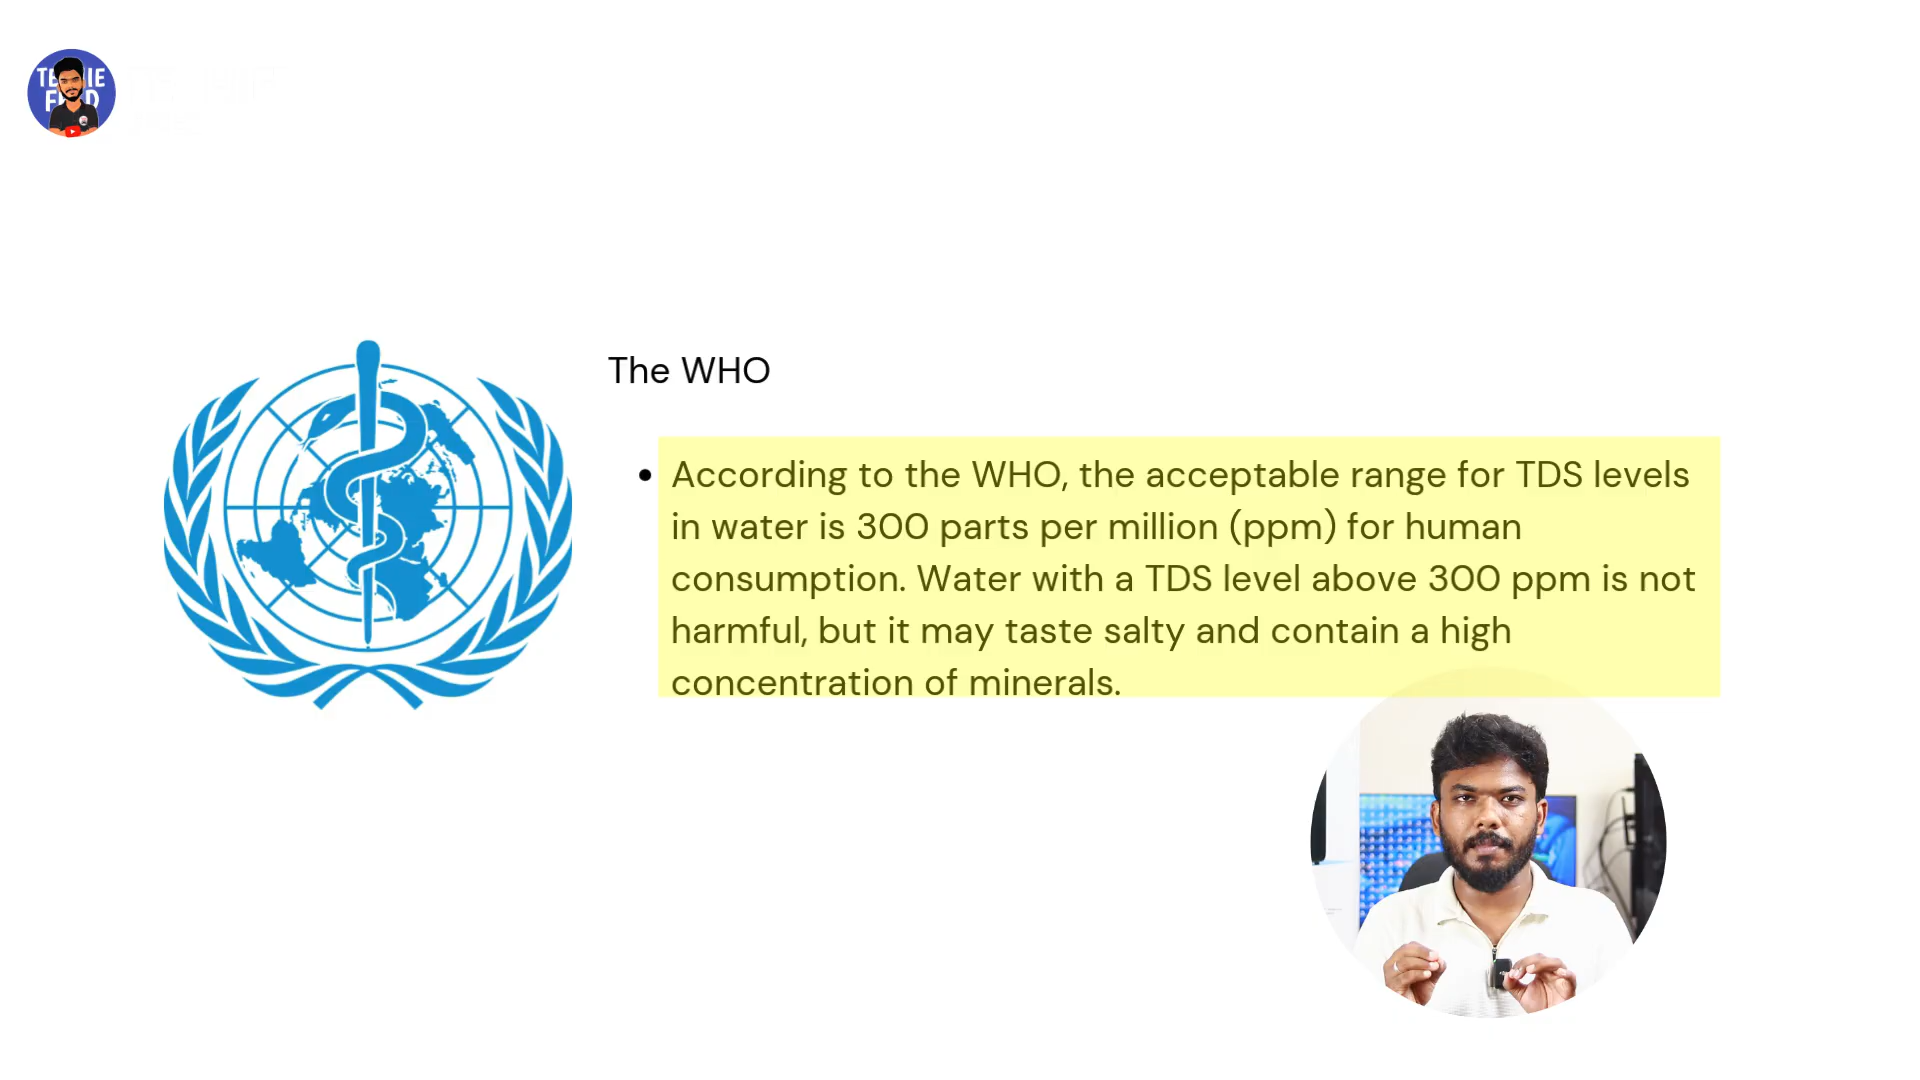 The WHO
• According to the WHO, the acceptable range for TDS levels
in water is 300 parts per million (ppm) for human
consumption. Water with a TDS level above 300 ppm is not
harmful, but it may taste salty and contain a high
concentration of minerals.